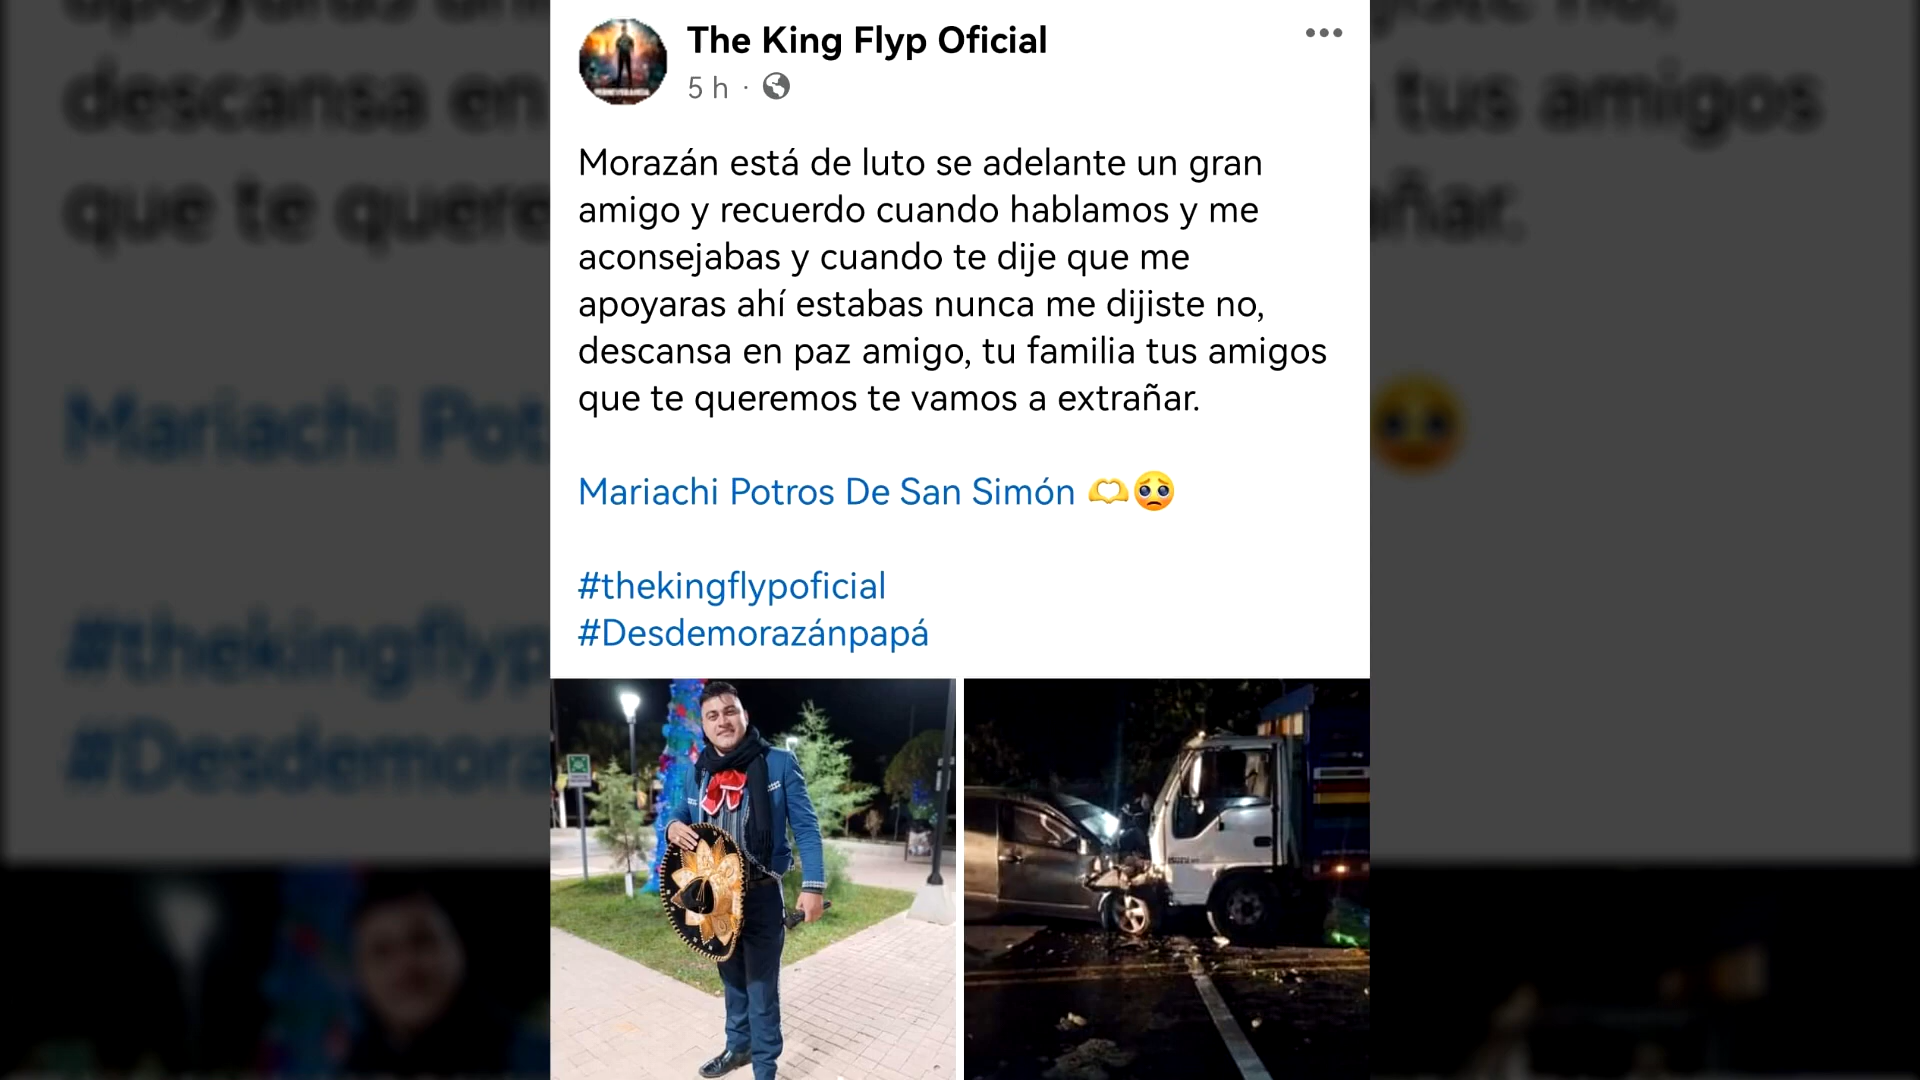 The King Flyp Oficial
5 h ·
Morazán está de luto se adelante un gran
amigo y recuerdo cuando hablamos y me
aconsejabas y cuando te dije que me
apoyaras ahí estabas nunca me dijiste no,
descansa en paz amigo, tu familia tus amigos
que te queremos te vamos a extrañar.
Mariachi Potros De San Simón 🫶🥺
#thekingflypoficial
#Desdemorazánpapá